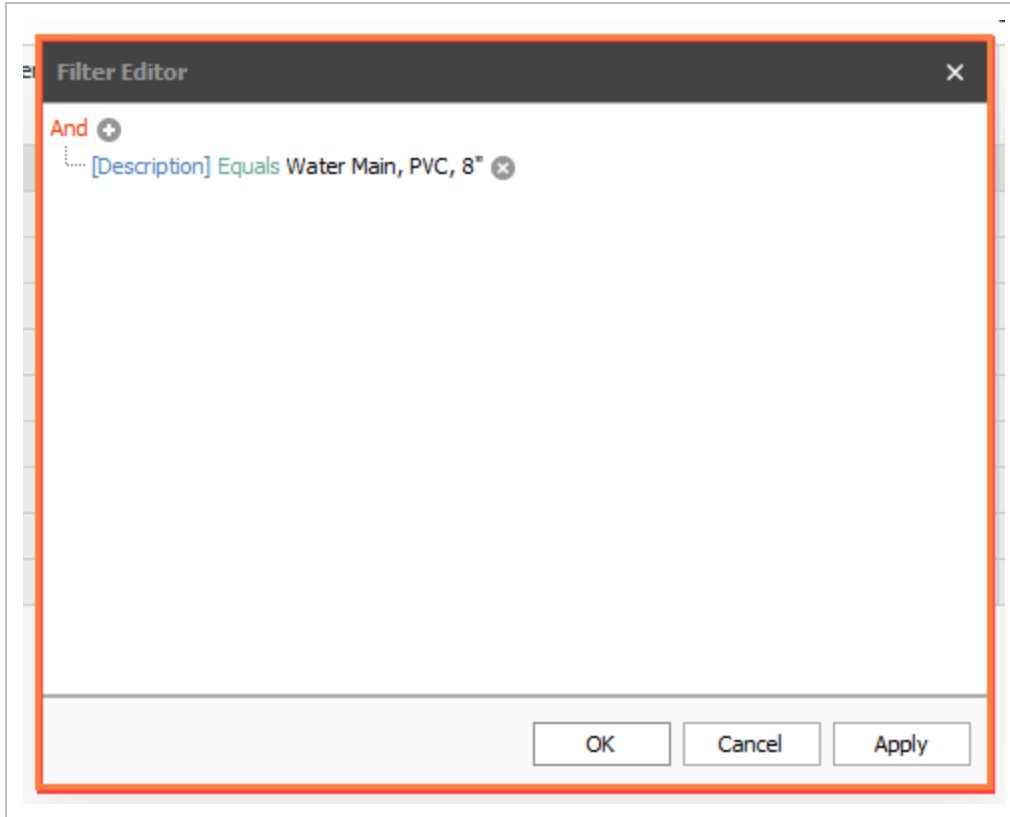 Filter Editor
And
[Description] Equals Water Main, PVC, 8"
OK Cancel Apply